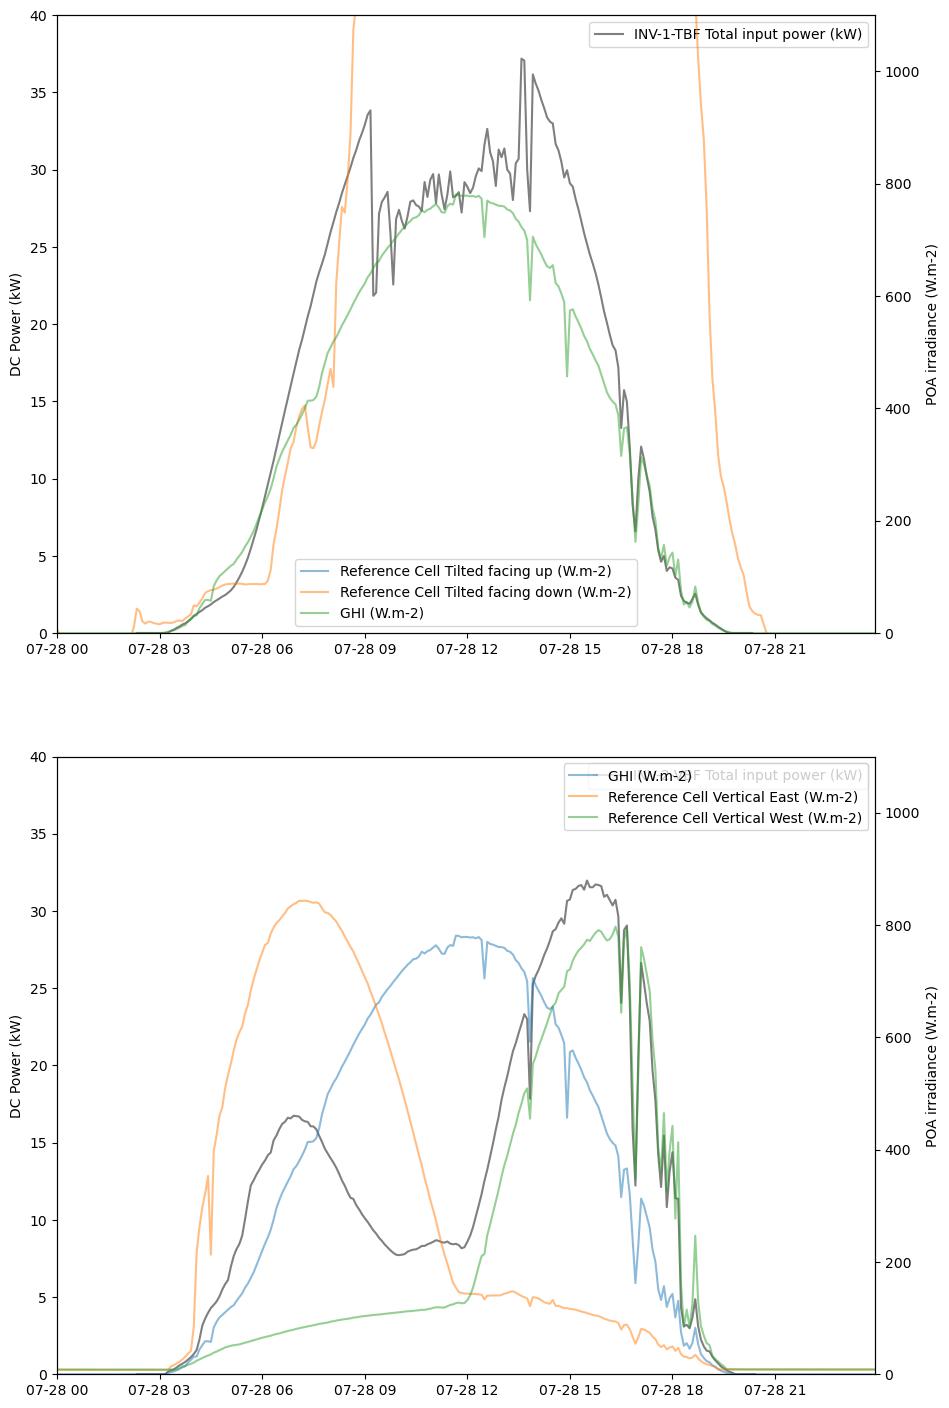 40
35
30
25
20
15
10
5
0
DC Power (kW)
INV-1-TBF Total input power (kW)
1000
800
600
400
200
0
POA irradiance (W.m-2)
Reference Cell Tilted facing up (W.m-2)
Reference Cell Tilted facing down (W.m-2)
GHI (W.m-2)
07-28 00 07-28 03 07-28 06 07-28 09 07-28 12 07-28 15 07-28 18 07-28 21
40
35
30
25
20
15
10
5
0
DC Power (kW)
GHI (W.m-2)
Total input power (kW)
Reference Cell Vertical East (W.m-2)
Reference Cell Vertical West (W.m-2)
1000
800
600
400
200
0
POA irradiance (W.m-2)
07-28 00 07-28 03 07-28 06 07-28 09 07-28 12 07-28 15 07-28 18 07-28 21